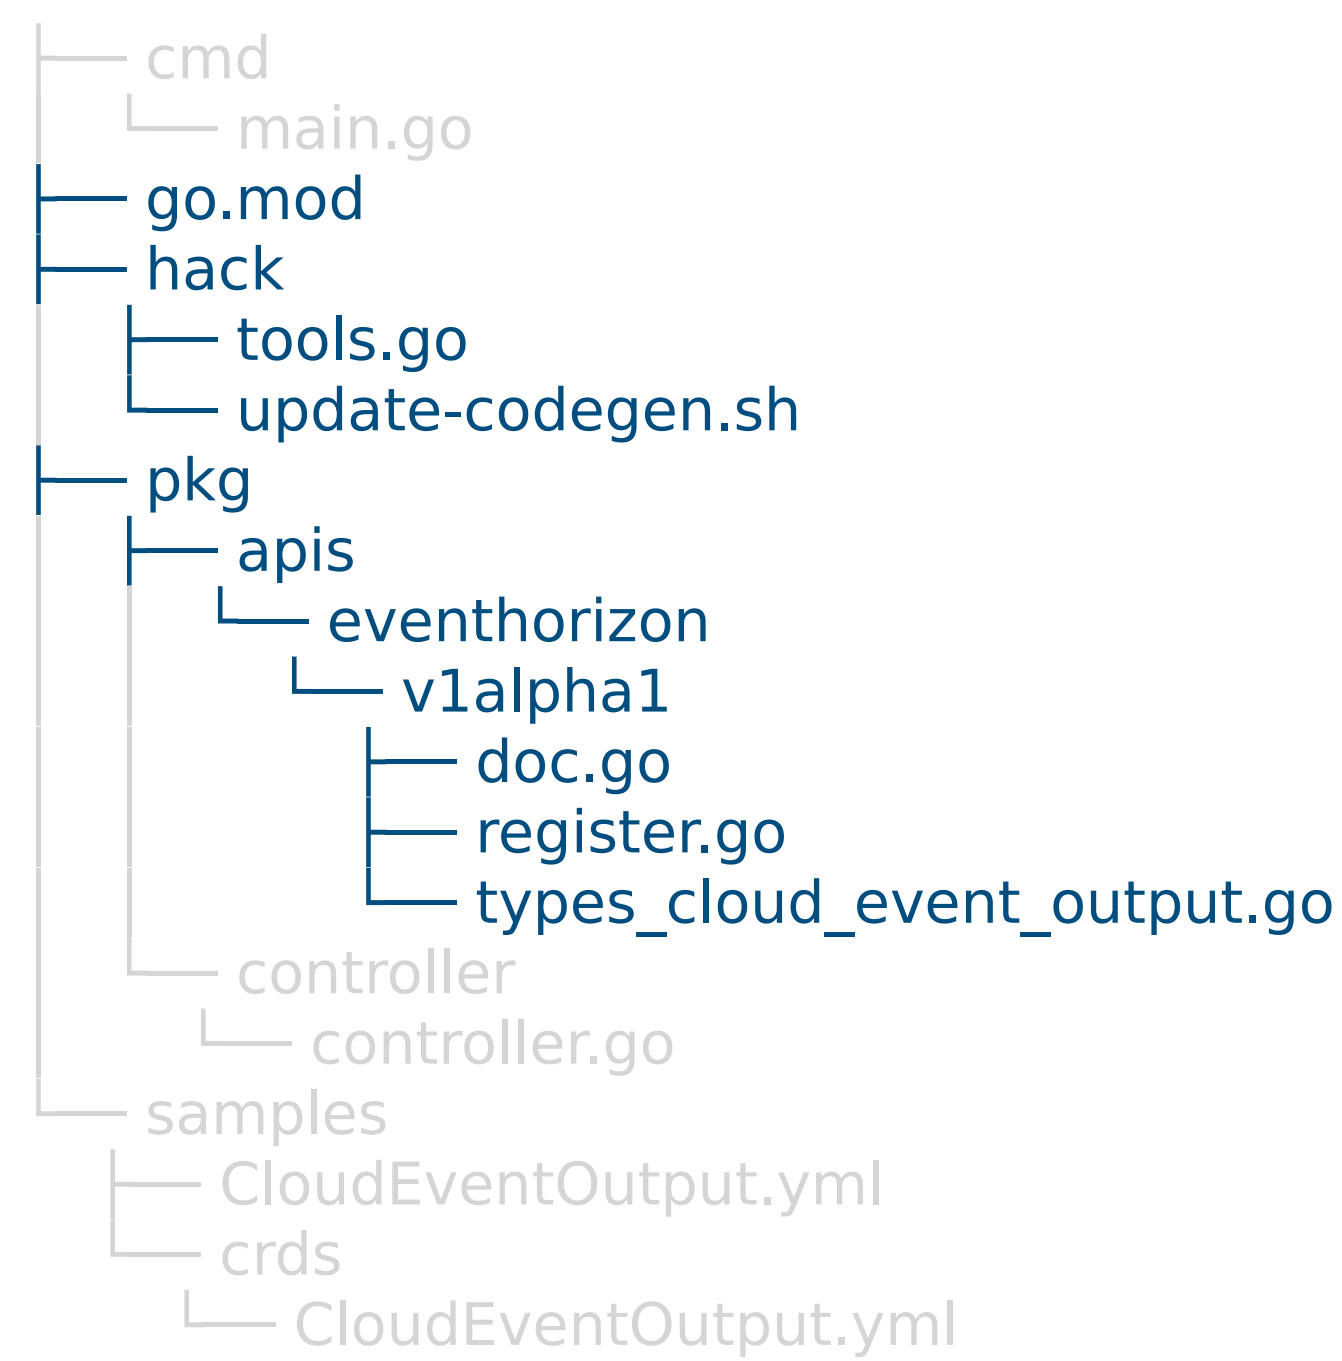 cmd
main.go
go.mod
hack
tools.go
update-codegen.sh
pkg
apis
eventhorizon
v1alpha1
doc.go
register.go
types_cloud_event_output.go
controller
controller.go
samples
CloudEventOutput.yml
crds
CloudEventOutput.yml